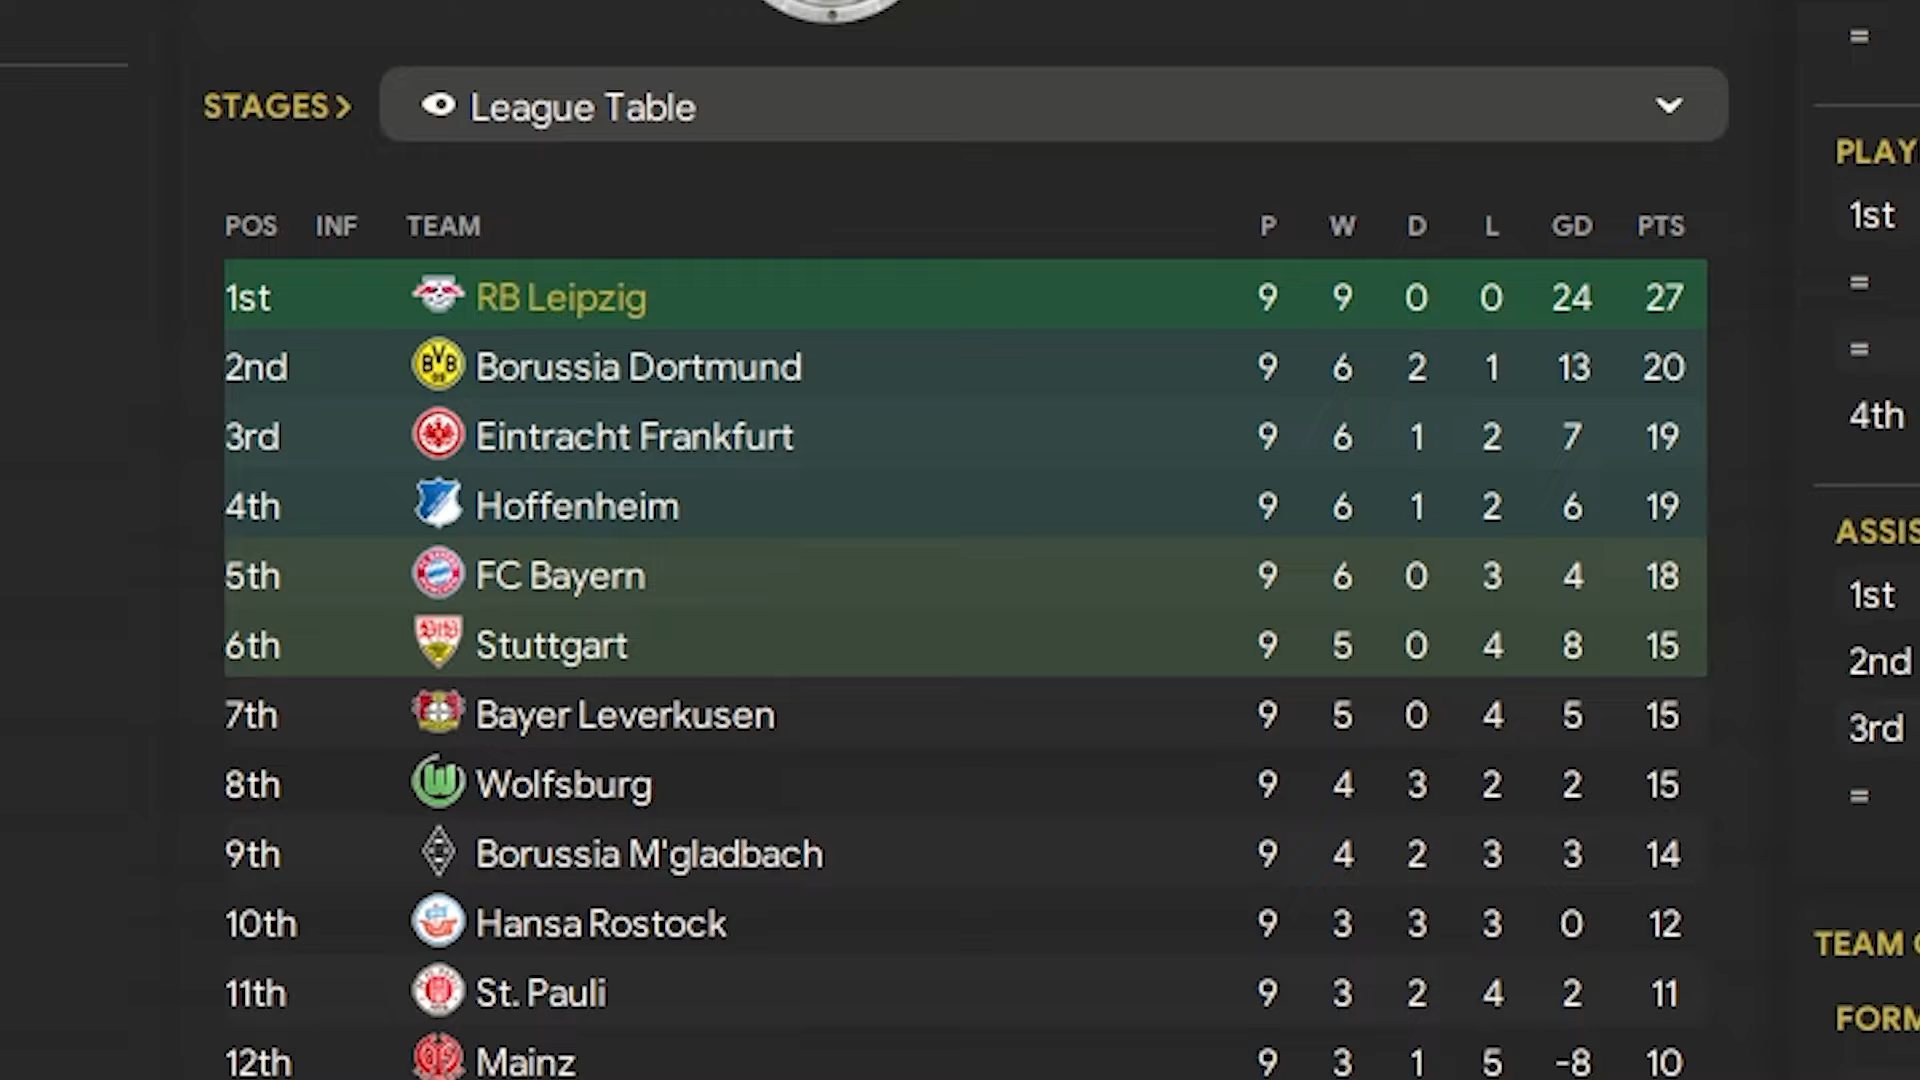 STAGES >
League Table
POS INF TEAM P W D L GD PTS
1st RB Leipzig 9 9 0 0 24 27
2nd Borussia Dortmund 9 6 2 1 13 20
3rd Eintracht Frankfurt 9 6 1 2 7 19
4th Hoffenheim 9 6 1 2 6 19
5th FC Bayern 9 6 0 3 4 18
6th Stuttgart 9 5 0 4 8 15
7th Bayer Leverkusen 9 5 0 4 5 15
8th Wolfsburg 9 4 3 2 2 15
9th Borussia M'gladbach 9 4 2 3 3 14
10th Hansa Rostock 9 3 3 3 0 12
11th St. Pauli 9 3 2 4 2 11
12th Mainz 9 3 1 5 -8 10
=
PLAY
1st
=
=
4th
ASSIS
1st
2nd
3rd
=
TEAM
FORM